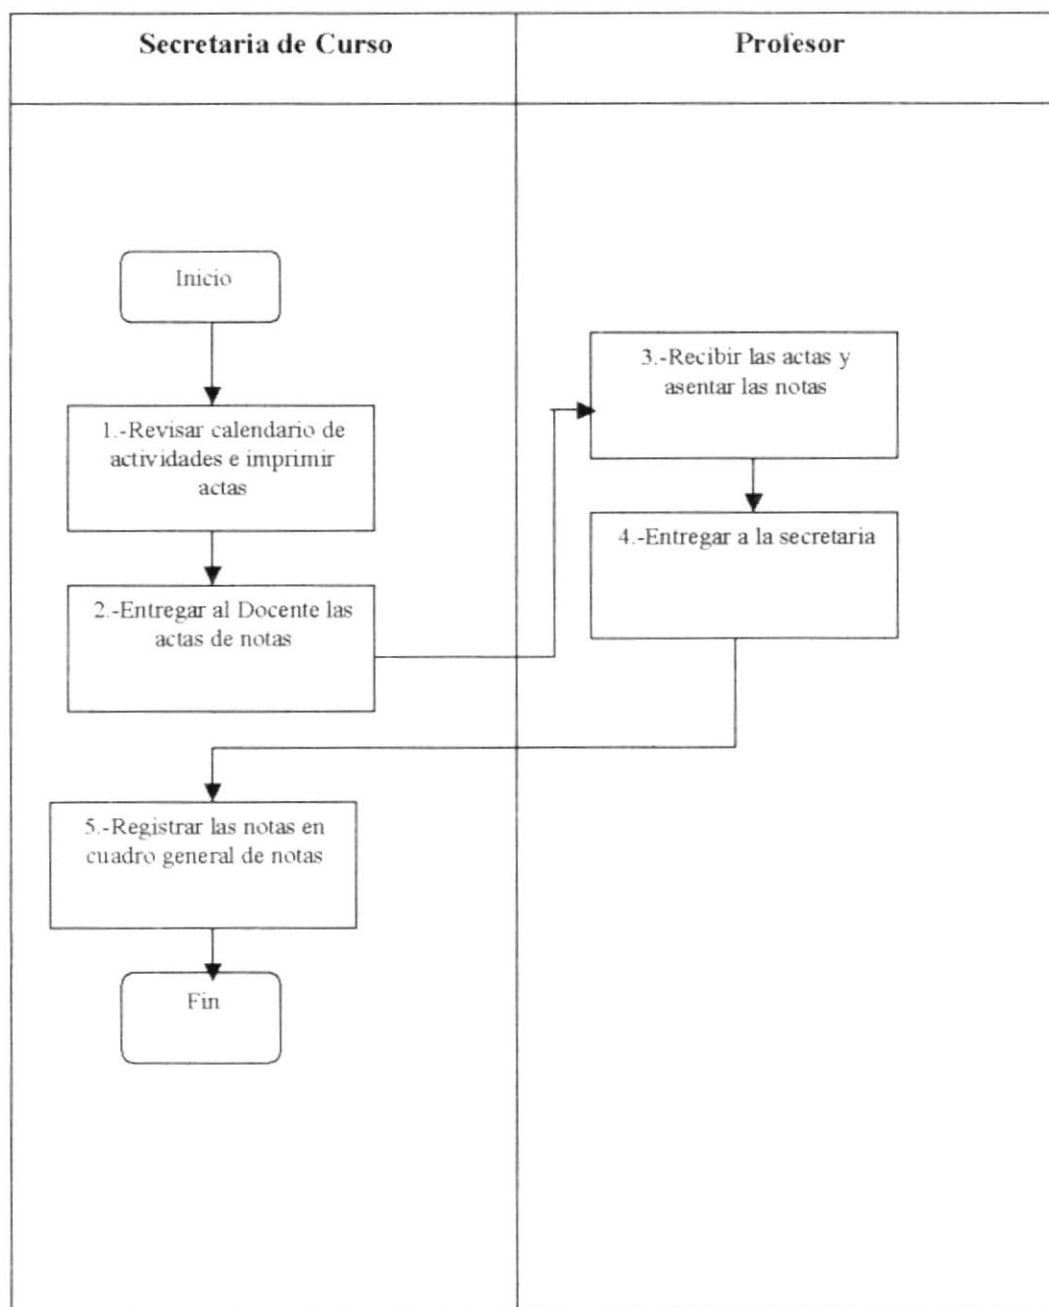 Secretaria de Curso
Profesor
Inicio
1.-Revisar calendario de
actividades e imprimir
actas
2.-Entregar al Docente las
actas de notas
3.-Recibir las actas y
asentar las notas
4.-Entregar a la secretaria
5.-Registrar las notas en
cuadro general de notas
Fin